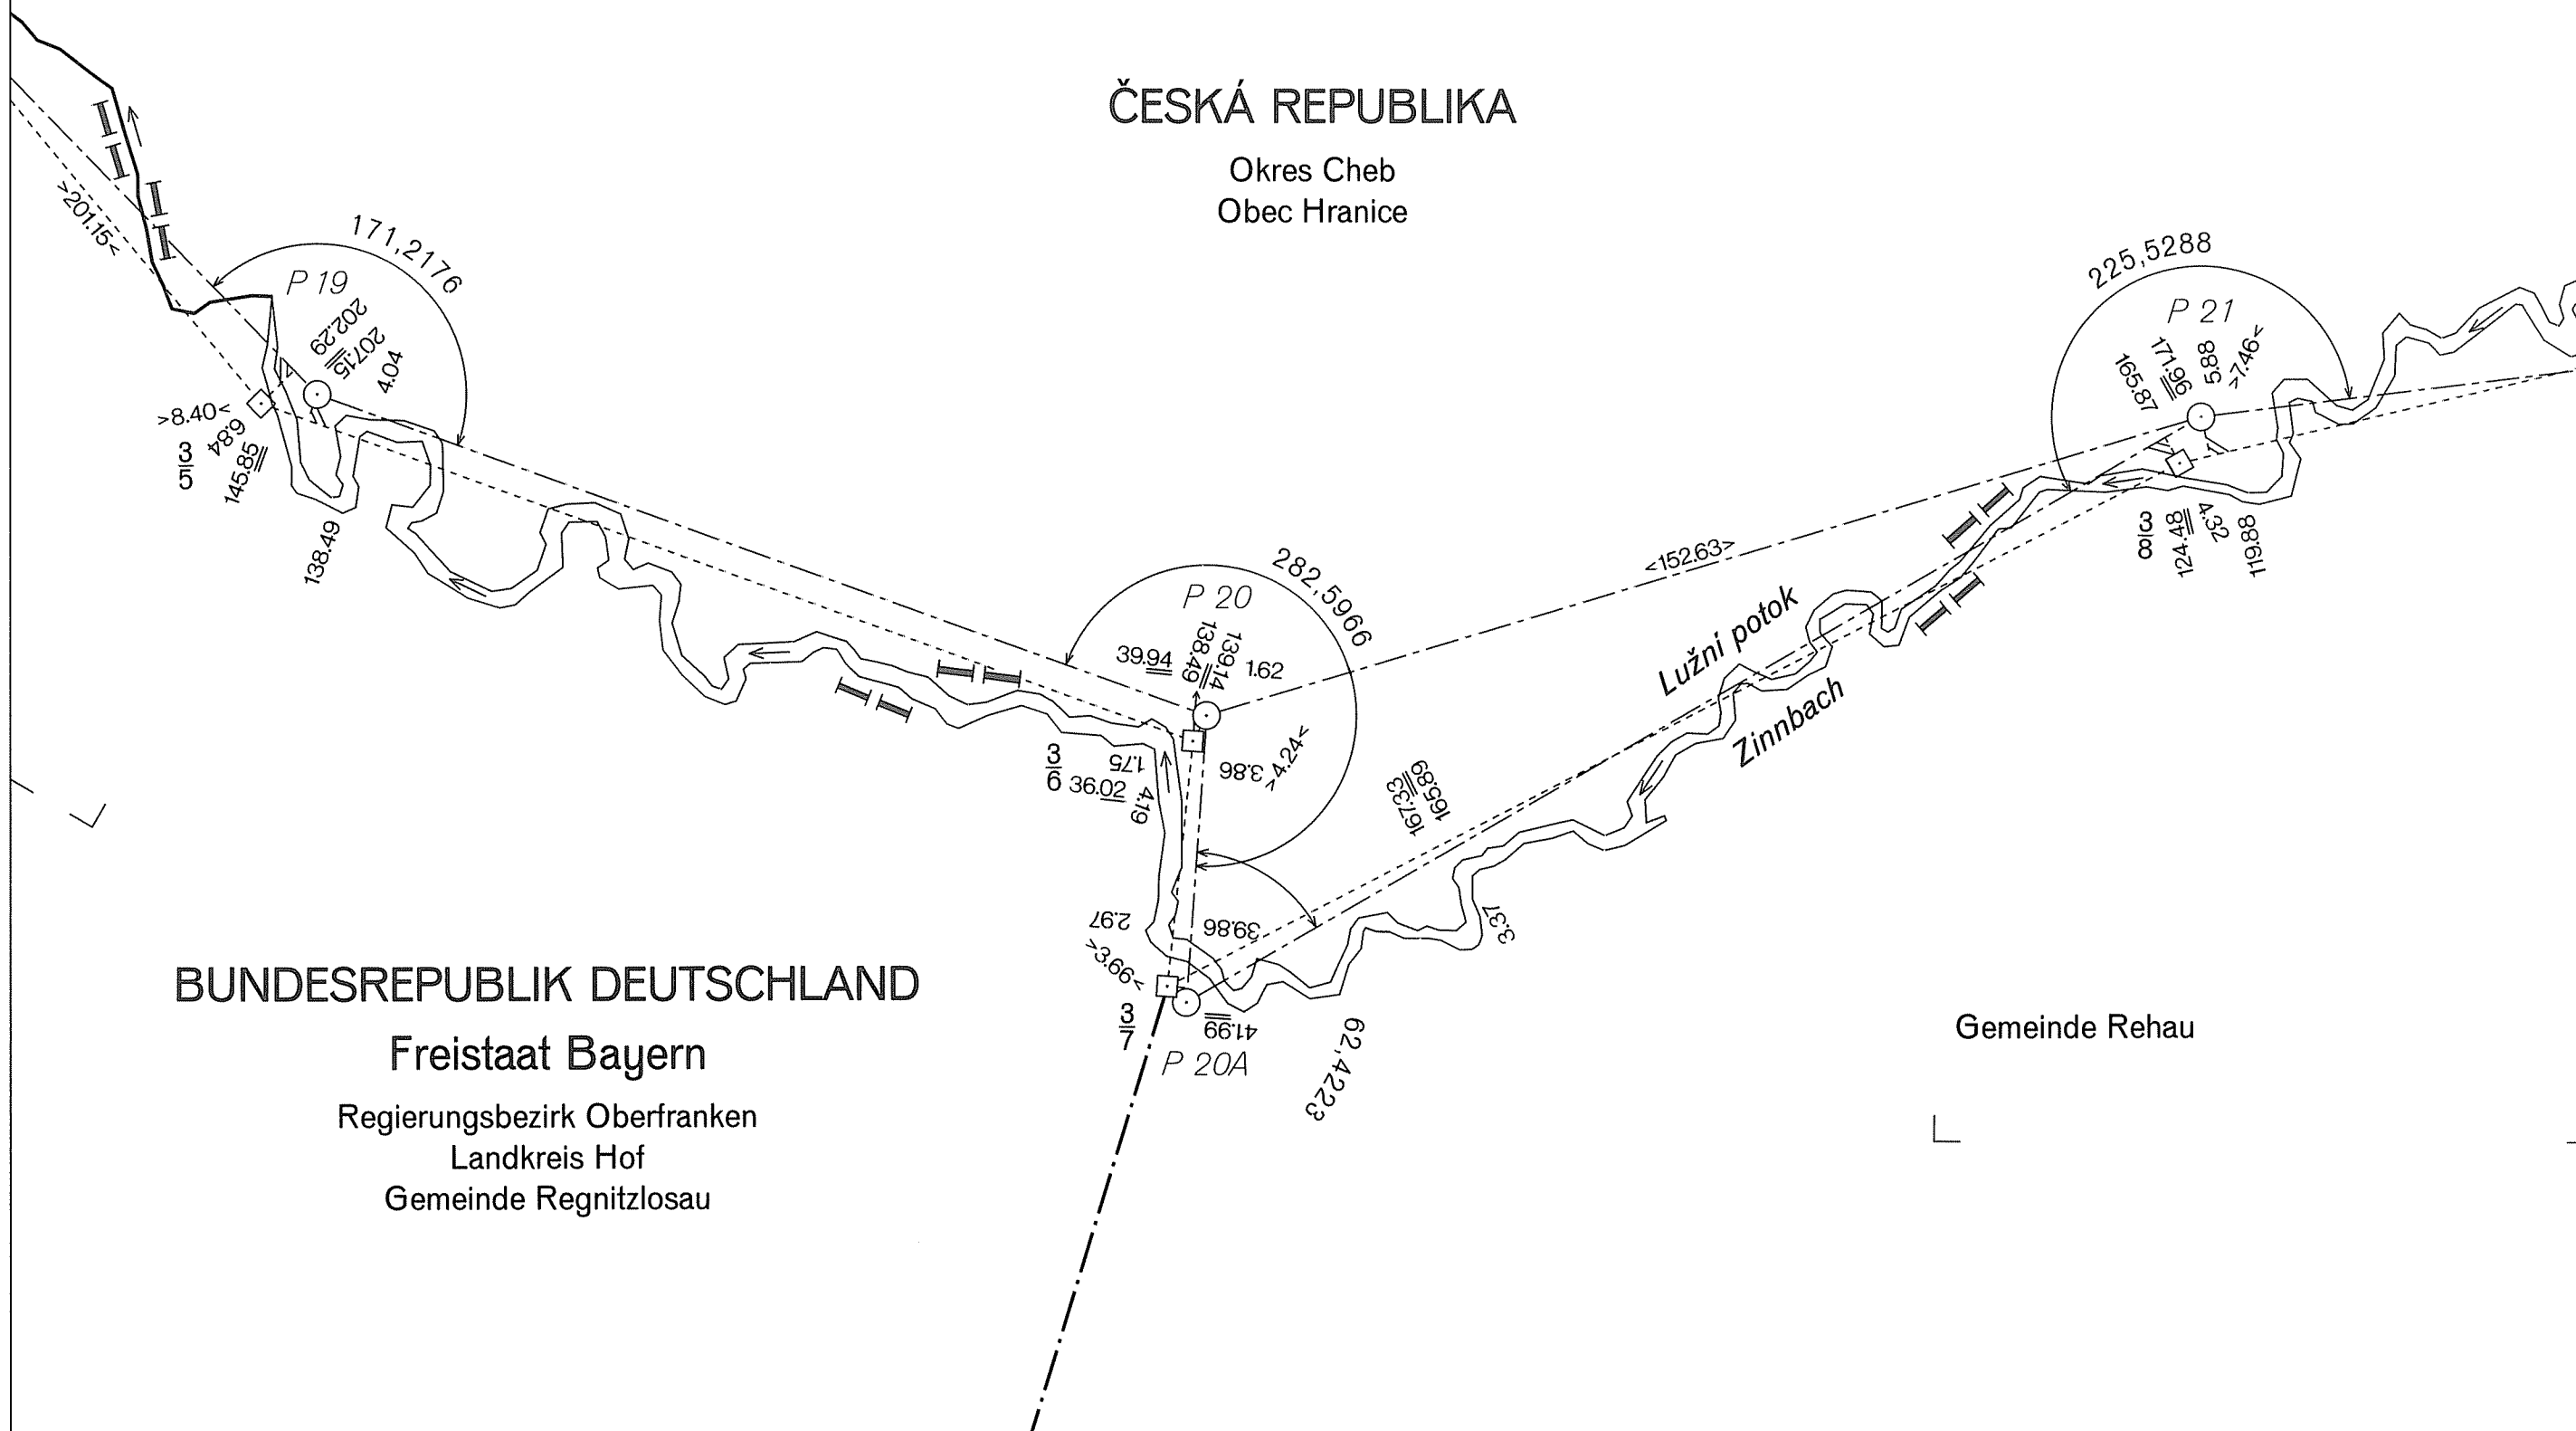 ČESKÁ REPUBLIKA
Okres Cheb
Obec Hranice
>201.15<
171,2176
P 19
202.29
207.15
4.04
>8.40<
6.84
145.85
3
5
138.49
225,5288
P 21
165.87
171.96
5.88
>7.46<
3
8
124.48
4.32
119.88
<152.63>
282,5966
P 20
39.94
138.49
139.14
1.62
3
6
1.75
36.02
4.19
3.86
>4.24<
Lužní potok
Zinnbach
167.33
165.89
3.37
2.97
39.86
>3.99<
3
7
41.99
P 20A
62,4223
BUNDESREPUBLIK DEUTSCHLAND
Freistaat Bayern
Regierungsbezirk Oberfranken
Landkreis Hof
Gemeinde Regnitzlosau
Gemeinde Rehau